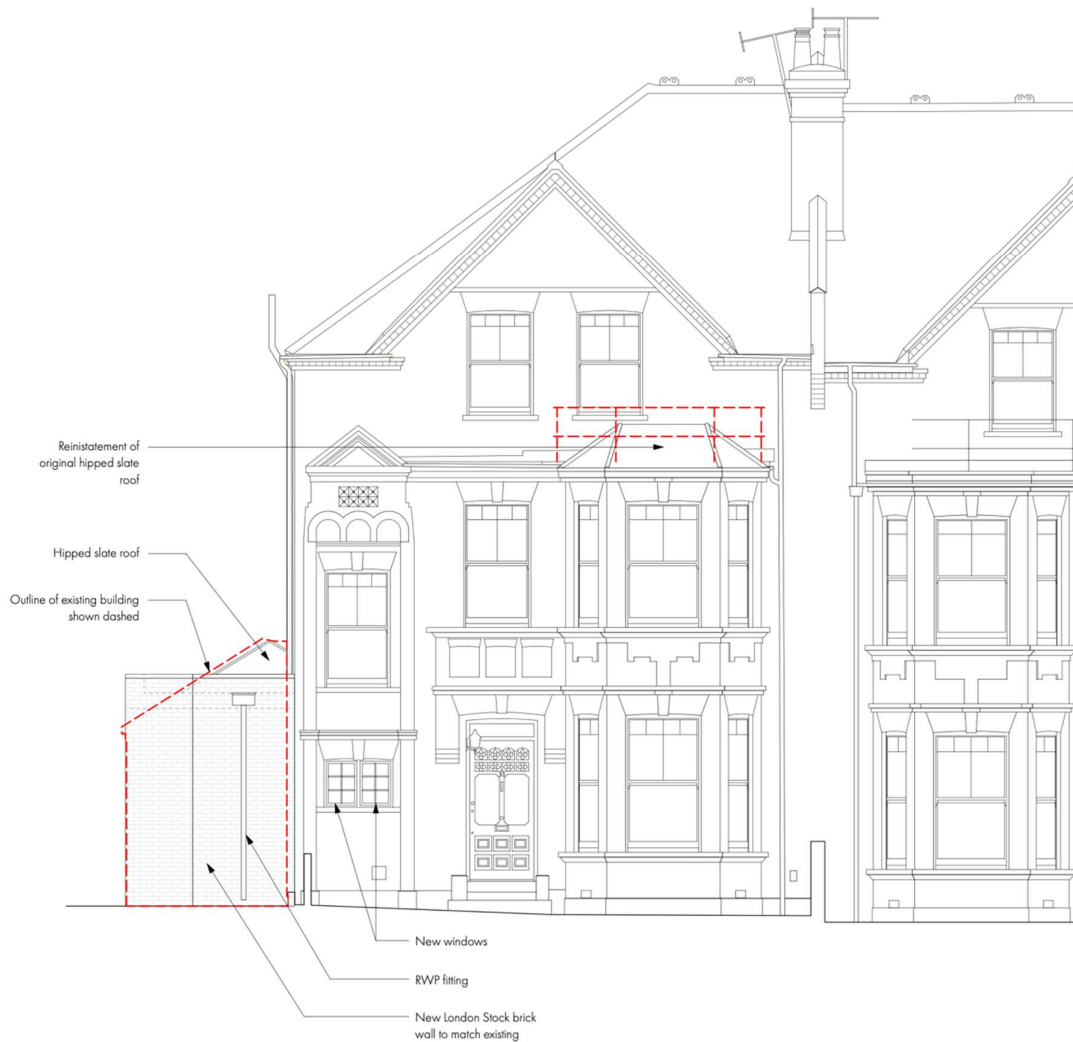 Reinistatement of
original hipped slate
roof
Hipped slate roof
Outline of existing building
shown dashed
New windows
RWP fitting
New London Stock brick
wall to match existing